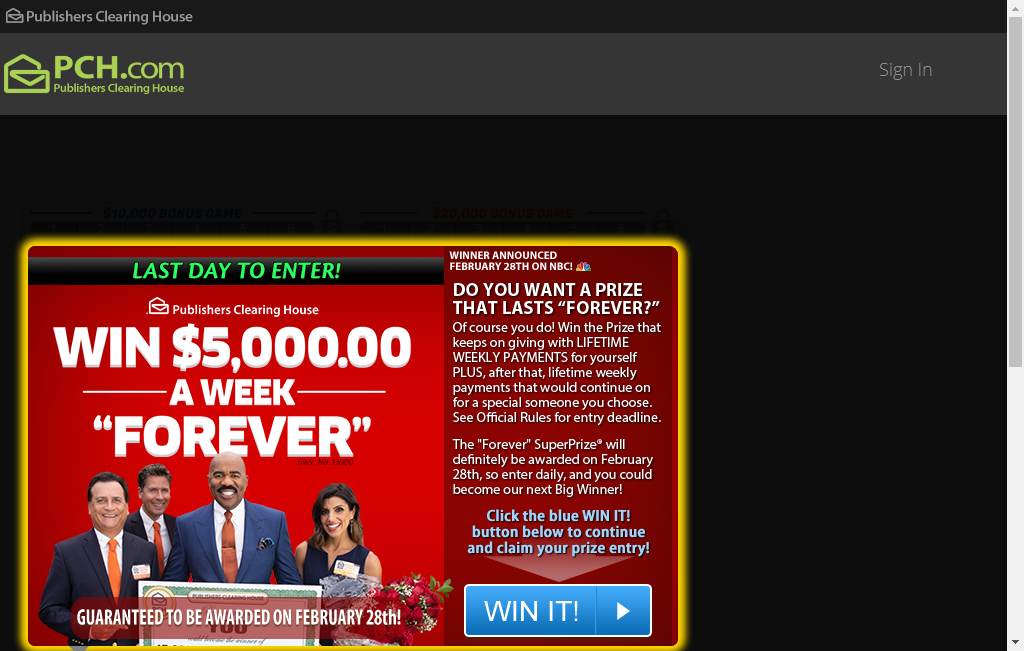 Publishers Clearing House
PCH.com
Publishers Clearing House
Sign In
$10,000 BONUS GAME
$20,000 BONUS GAME
LAST DAY TO ENTER!
Publishers Clearing House
WIN $5,000.00
A WEEK
“FOREVER”
GUARANTEED TO BE AWARDED ON FEBRUARY 28th!
PUBLISHERS CLEARING HOUSE
YOU
could become the winner of
WINNER ANNOUNCED
FEBRUARY 28TH ON NBC!
DO YOU WANT A PRIZE
THAT LASTS “FOREVER?”
Of course you do! Win the Prize that
keeps on giving with LIFETIME
WEEKLY PAYMENTS for yourself
PLUS, after that, lifetime weekly
payments that would continue on
for a special someone you choose.
See Official Rules for entry deadline.
The "Forever" SuperPrize® will
definitely be awarded on February
28th, so enter daily, and you could
become our next Big Winner!
Click the blue WIN IT!
button below to continue
and claim your prize entry!
WIN IT!